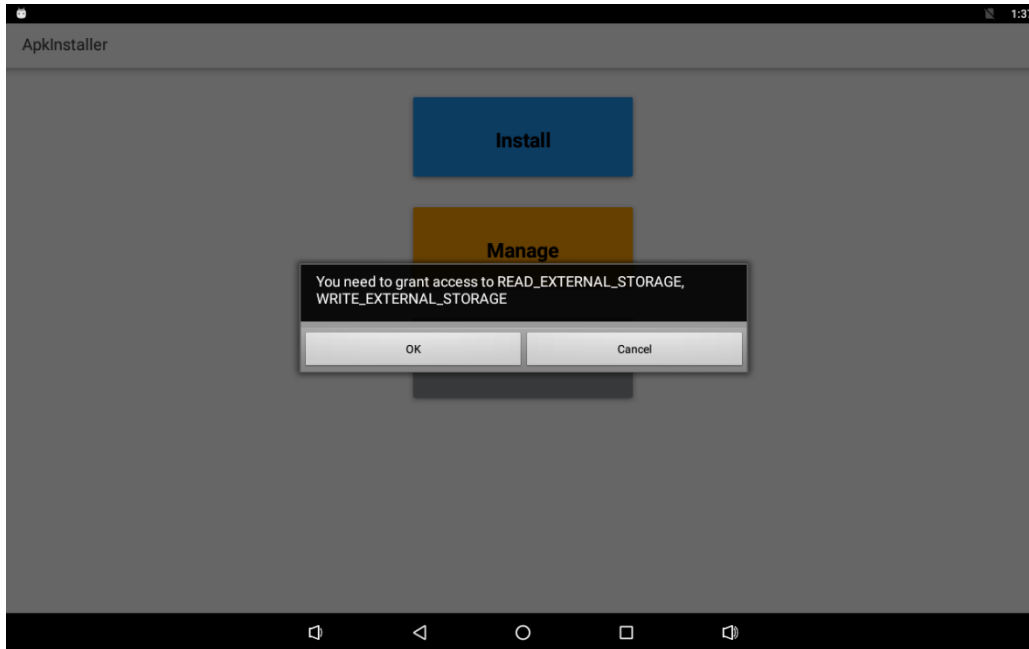 1:37
ApkInstaller
Install
Manage
You need to grant access to READ_EXTERNAL_STORAGE,
WRITE_EXTERNAL_STORAGE
OK
Cancel